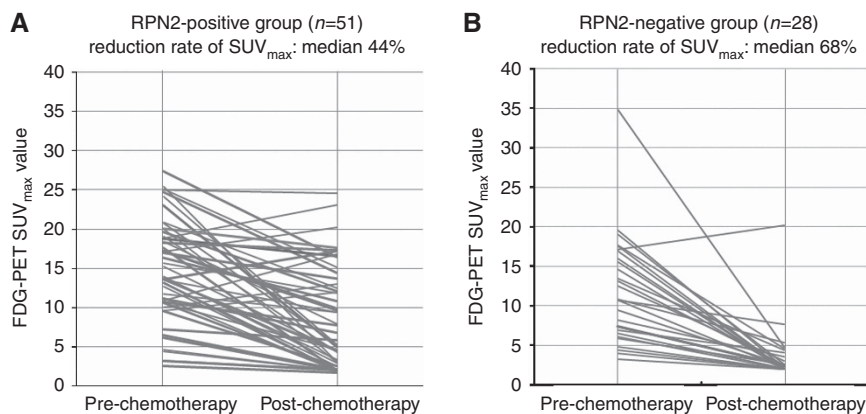 A
RPN2-positive group (n=51)
reduction rate of SUVmax: median 44%
FDG-PET SUVmax value
40
35
30
25
20
15
10
5
0
Pre-chemotherapy Post-chemotherapy
B
RPN2-negative group (n=28)
reduction rate of SUVmax: median 68%
FDG-PET SUVmax value
40
35
30
25
20
15
10
5
0
Pre-chemotherapy Post-chemotherapy